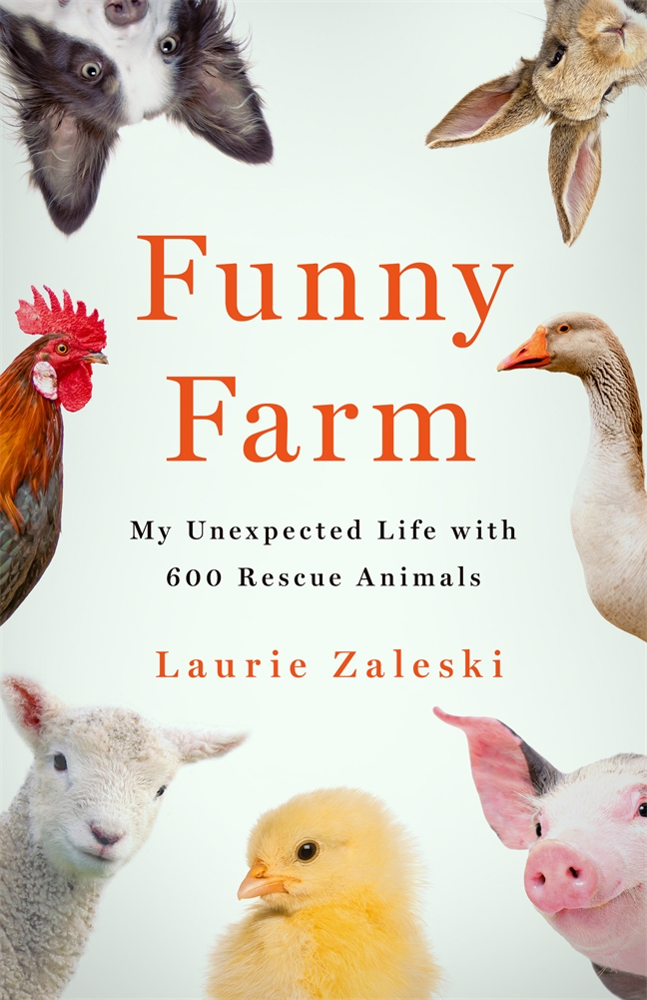 Funny
Farm
My Unexpected Life with
600 Rescue Animals
Laurie Zaleski